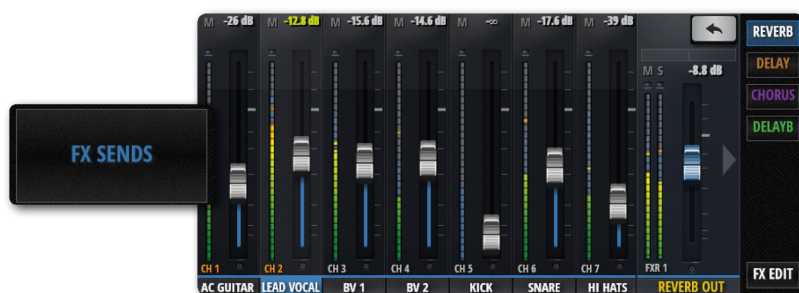 FX SENDS
M -26 dB M -12.8 dB M -15.6 dB M -14.6 dB M -∞ M -17.6 dB M -39 dB
REVERB
DELAY
M S -8.8 dB
CHORUS
DELAYB
CH 1 CH 2 CH 3 CH 4 CH 5 CH 6 CH 7 FXR 1
FX EDIT
AC GUITAR LEAD VOCAL BV 1 BV 2 KICK SNARE HI HATS REVERB OUT